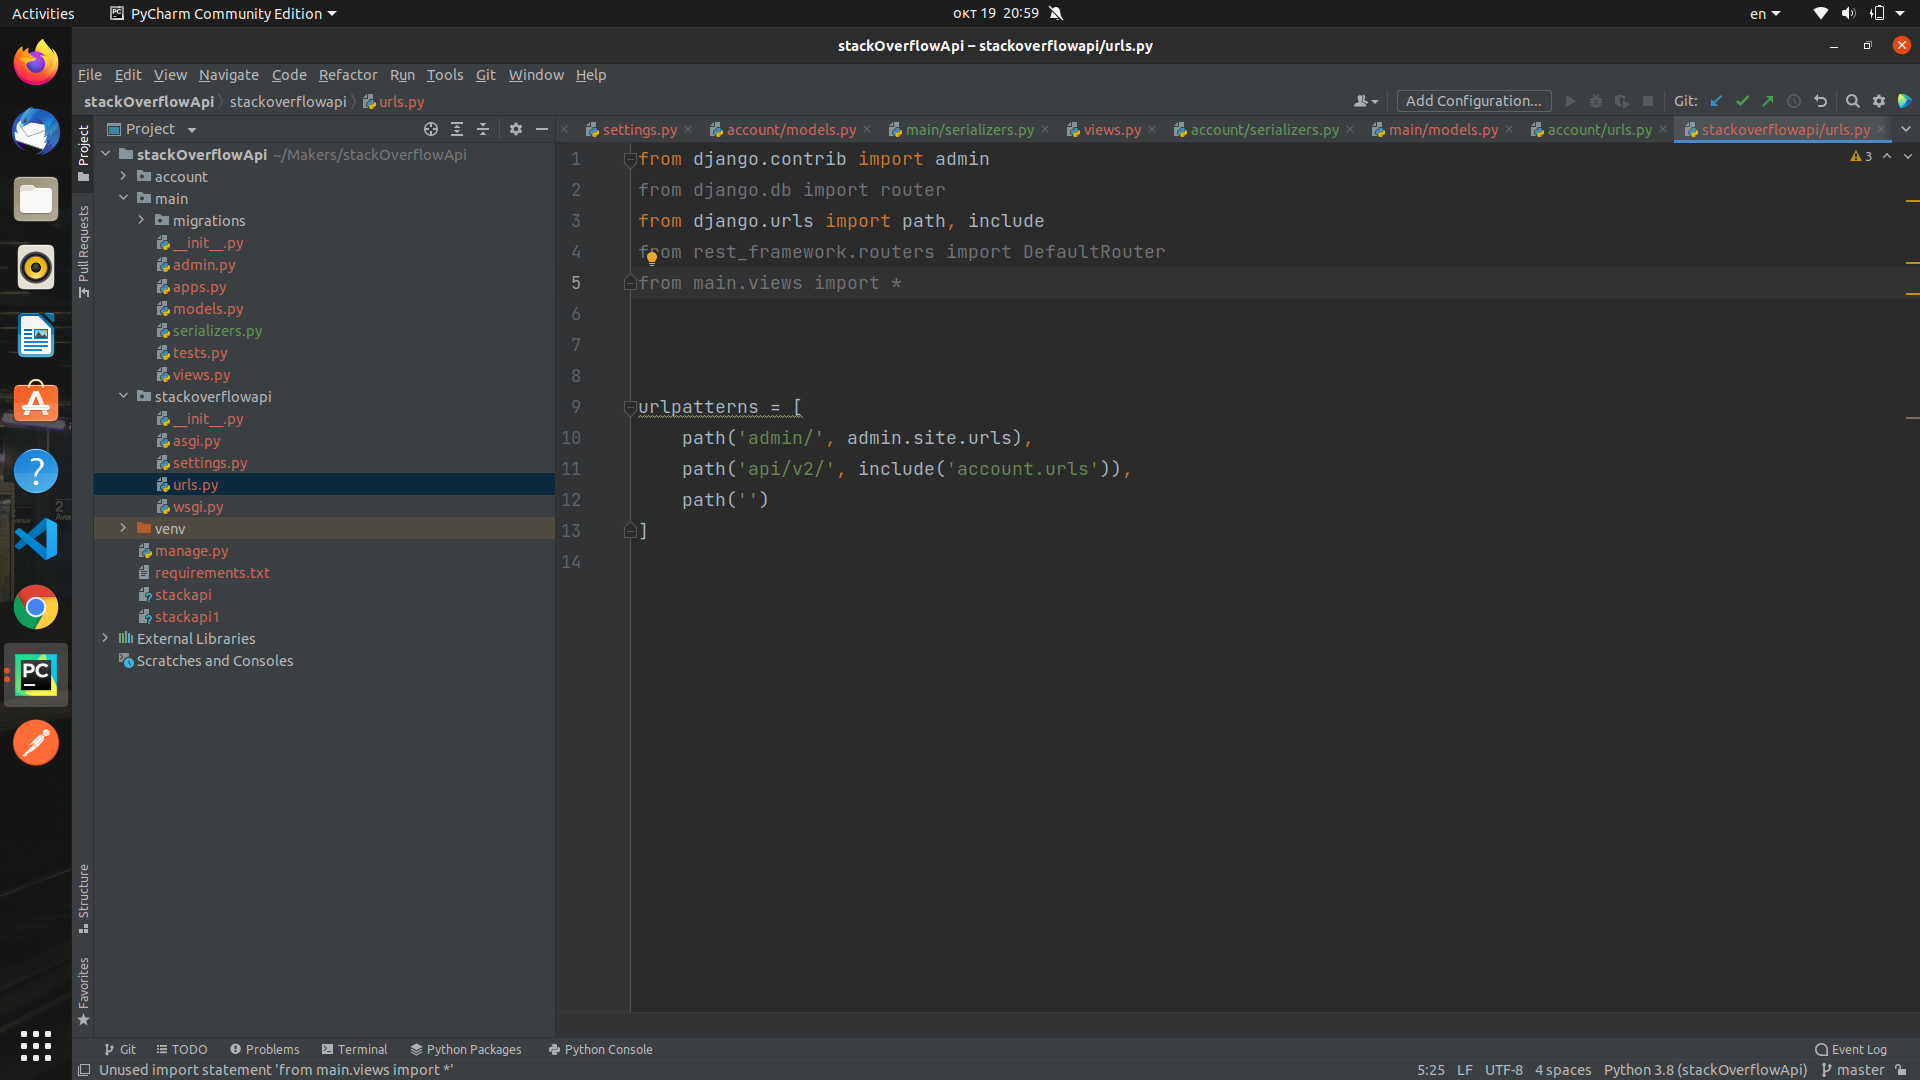 Activities
PyCharm Community Edition
окт 19 20:59
en
stackOverflowApi – stackoverflowapi/urls.py
File Edit View Navigate Code Refactor Run Tools Git Window Help
stackOverflowApi stackoverflowapi urls.py
Add Configuration...
Git:
Project
settings.py
account/models.py
main/serializers.py
views.py
account/serializers.py
main/models.py
account/urls.py
stackoverflowapi/urls.py
Project
Pull Requests
Structure
Favorites
stackOverflowApi ~/Makers/stackOverflowApi
account
main
migrations
__init__.py
admin.py
apps.py
models.py
serializers.py
tests.py
views.py
stackoverflowapi
__init__.py
asgi.py
settings.py
urls.py
wsgi.py
venv
manage.py
requirements.txt
stackapi
stackapi1
External Libraries
Scratches and Consoles
3
1 from django.contrib import admin
2 from django.db import router
3 from django.urls import path, include
4 from rest_framework.routers import DefaultRouter
5 from main.views import *
6
7
8
9 urlpatterns = [
10 path('admin/', admin.site.urls),
11 path('api/v2/', include('account.urls')),
12 path('')
13 ]
14
Git
TODO
Problems
Terminal
Python Packages
Python Console
Event Log
Unused import statement 'from main.views import *'
5:25 LF UTF-8 4 spaces Python 3.8 (stackOverflowApi) master